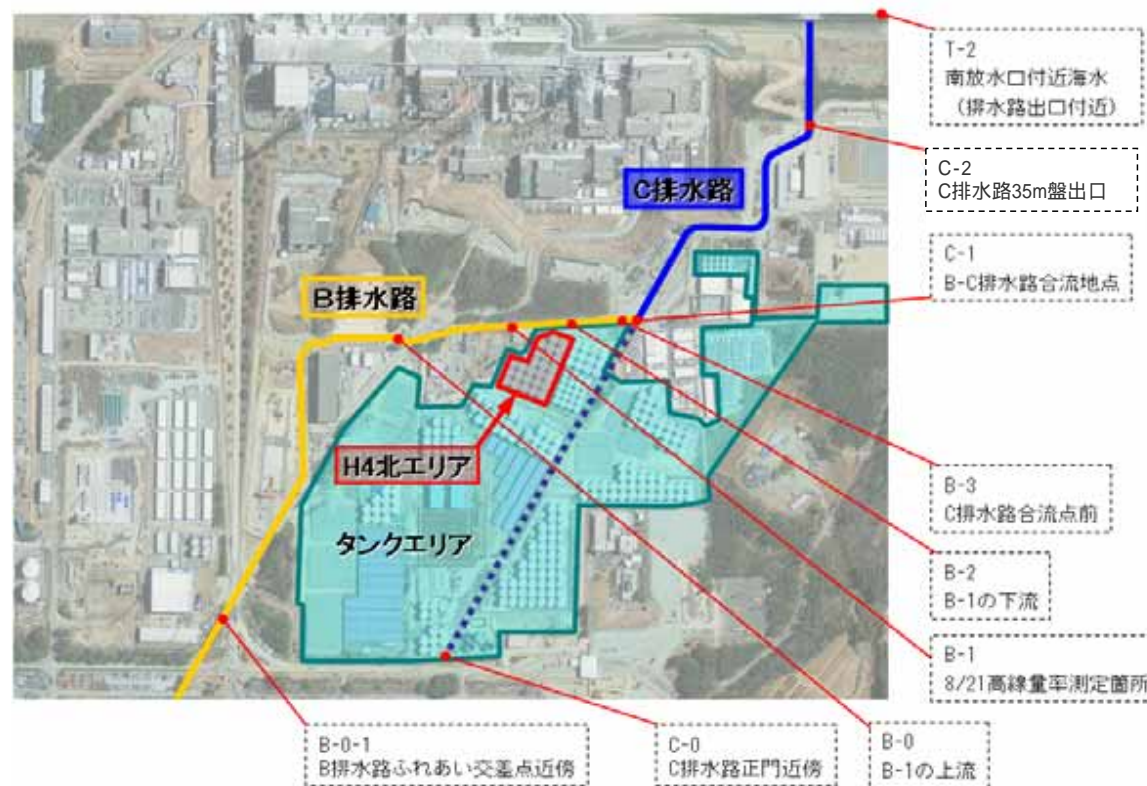 T-2
南放水口付近海水
（排水路出口付近）
C-2
C排水路35m盤出口
C排水路
C-1
B-C排水路合流地点
B排水路
H4北エリア
B-3
C排水路合流点前
タンクエリア
B-2
B-1の下流
B-1
8/21高線量率測定箇所
B-0-1
B排水路ふれあい交差点近傍
C-0
C排水路正門近傍
B-0
B-1の上流